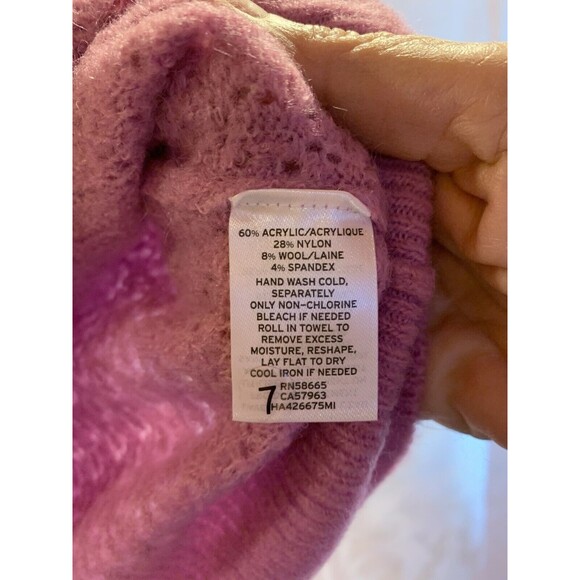 60% ACRYLIC/ACRYLIQUE
28% NYLON
8% WOOL/LAINE
4% SPANDEX
HAND WASH COLD,
SEPARATELY
ONLY NON-CHLORINE
BLEACH IF NEEDED
ROLL IN TOWEL TO
REMOVE EXCESS
MOISTURE, RESHAPE,
LAY FLAT TO DRY
COOL IRON IF NEEDED
7
RN58665
CA57963
HA426675MI